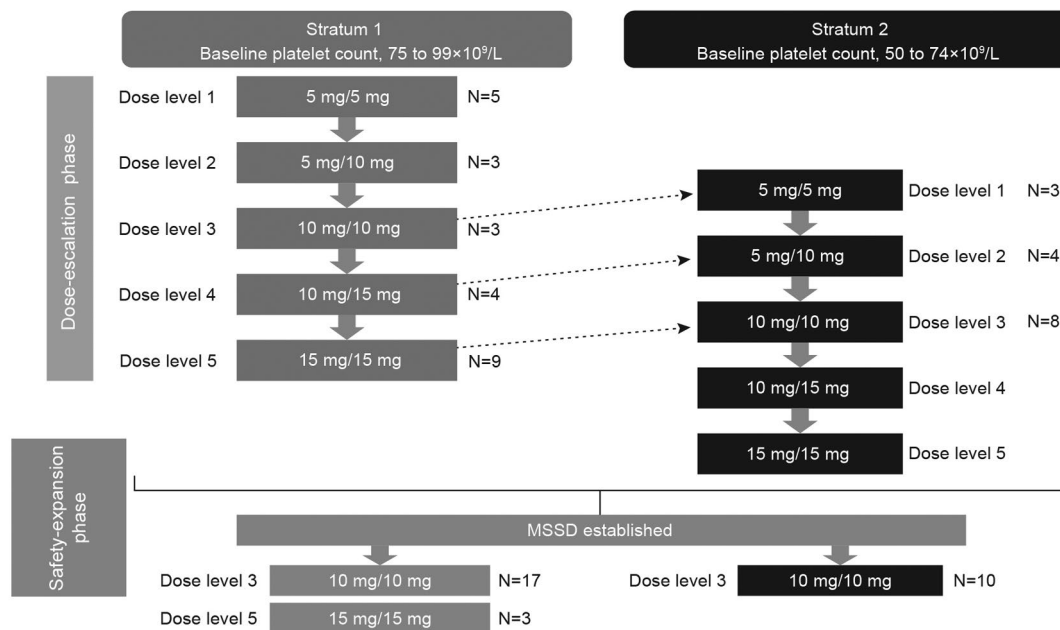 Stratum 1
Baseline platelet count, 75 to 99×10⁹/L
Stratum 2
Baseline platelet count, 50 to 74×10⁹/L
Dose-escalation phase
Dose level 1 5 mg/5 mg N=5
Dose level 2 5 mg/10 mg N=3
Dose level 3 10 mg/10 mg N=3
Dose level 4 10 mg/15 mg N=4
Dose level 5 15 mg/15 mg N=9
5 mg/5 mg Dose level 1 N=3
5 mg/10 mg Dose level 2 N=4
10 mg/10 mg Dose level 3 N=8
10 mg/15 mg Dose level 4
15 mg/15 mg Dose level 5
Safety-expansion
phase
MSSD established
Dose level 3 10 mg/10 mg N=17
Dose level 5 15 mg/15 mg N=3
Dose level 3 10 mg/10 mg N=10